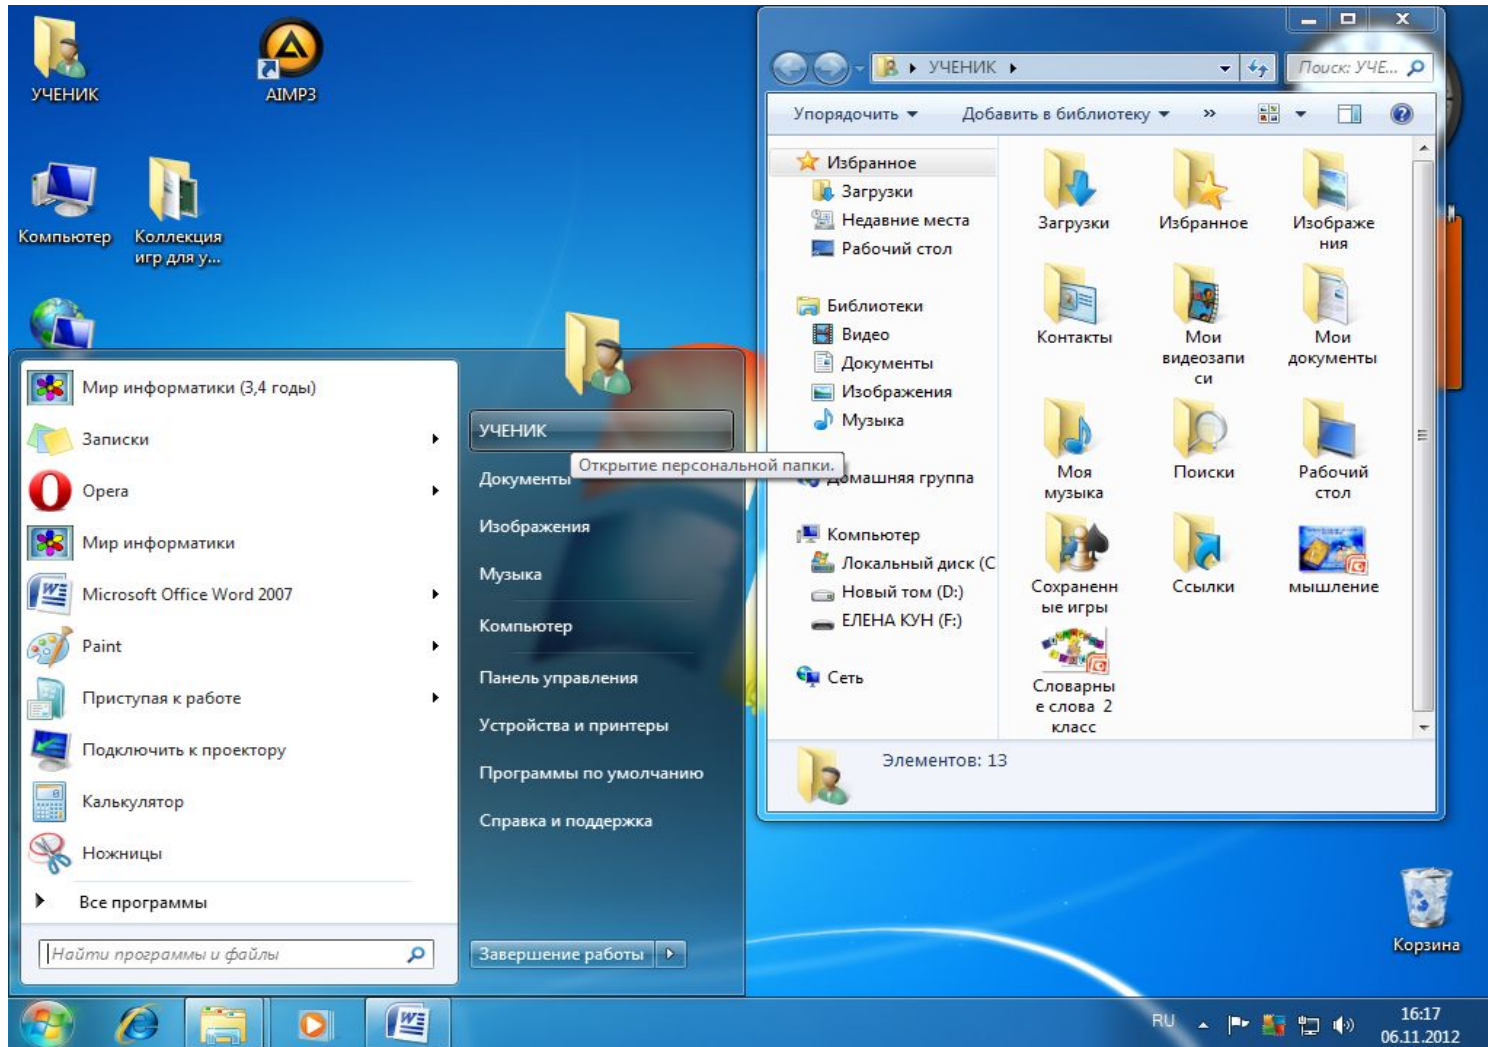 УЧЕНИК
AIMP3
Компьютер
Коллекция
игр для у...
Мир информатики (3,4 годы)
Записки
Opera
Мир информатики
Microsoft Office Word 2007
Paint
Приступая к работе
Подключить к проектору
Калькулятор
Ножницы
Все программы
Найти программы и файлы
УЧЕНИК
Открытие персональной папки.
Документы
Изображения
Музыка
Компьютер
Панель управления
Устройства и принтеры
Программы по умолчанию
Справка и поддержка
Завершение работы
УЧЕНИК
Поиск: УЧЕ...
Упорядочить
Добавить в библиотеку
»
Избранное
Загрузки
Недавние места
Рабочий стол
Библиотеки
Видео
Документы
Изображения
Музыка
Домашняя группа
Компьютер
Локальный диск (C
Новый том (D:)
ЕЛЕНА КУН (F:)
Сеть
Загрузки
Избранное
Изображе
ния
Контакты
Мои
видеозапи
си
Мои
документы
Моя
музыка
Поиски
Рабочий
стол
Сохраненн
ые игры
Ссылки
мышление
Словарны
е слова 2
класс
Элементов: 13
Корзина
RU
16:17
06.11.2012